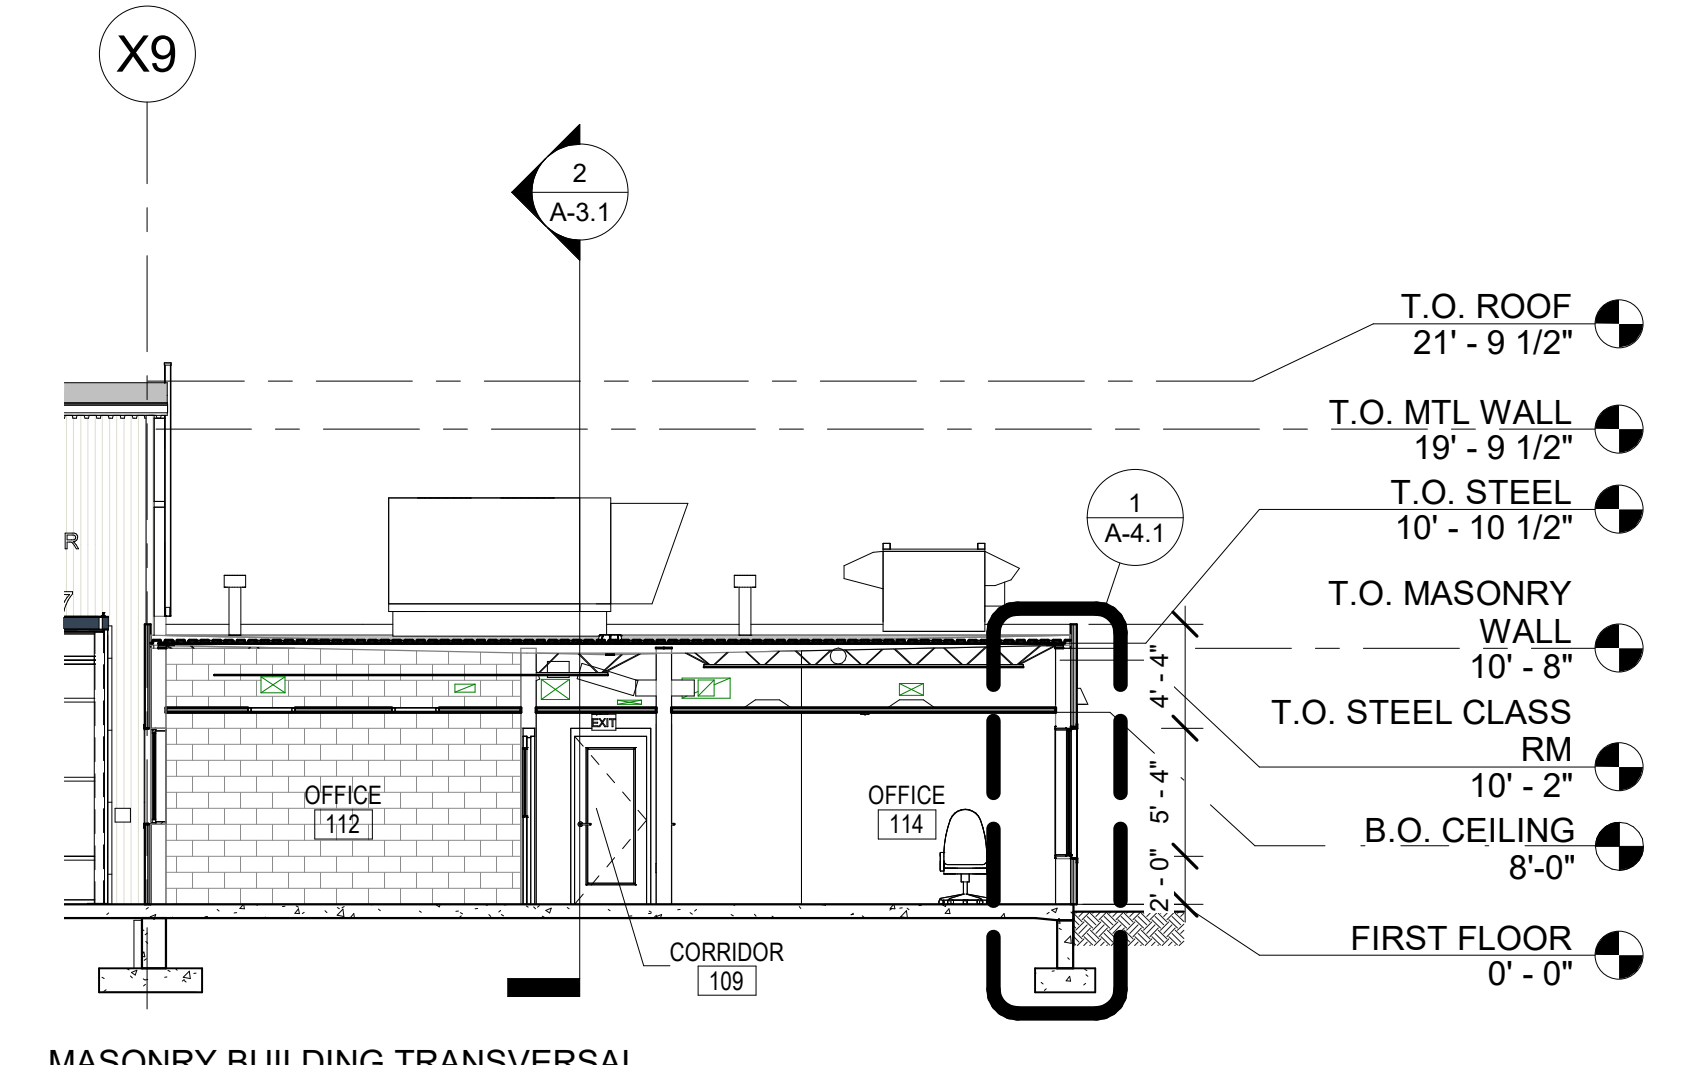 X9
2
A-3.1
T.O. ROOF
21' - 9 1/2"
T.O. MTL WALL
19' - 9 1/2"
T.O. STEEL
10' - 10 1/2"
1
A-4.1
T.O. MASONRY
WALL
10' - 8"
R
7
4' - 4"
T.O. STEEL CLASS
RM
10' - 2"
EXIT
5' - 4"
OFFICE
112
OFFICE
114
B.O. CEILING
8'-0"
2' - 0"
FIRST FLOOR
0' - 0"
CORRIDOR
109
MASONRY BUILDING TRANSVERSAL